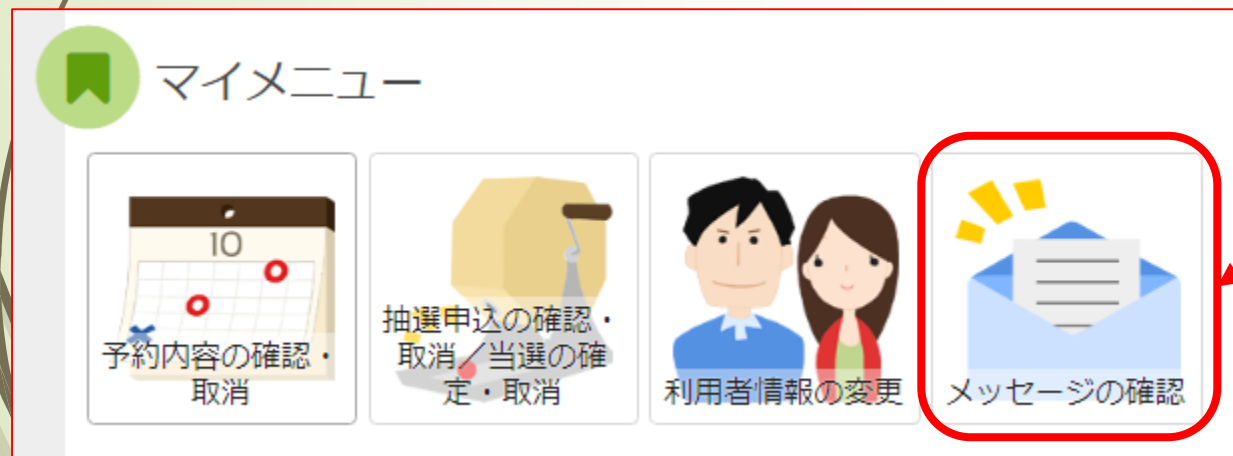 マイメニュー
10
予約内容の確認・
取消
抽選申込の確認・
取消／当選の確
定・取消
利用者情報の変更
メッセージの確認